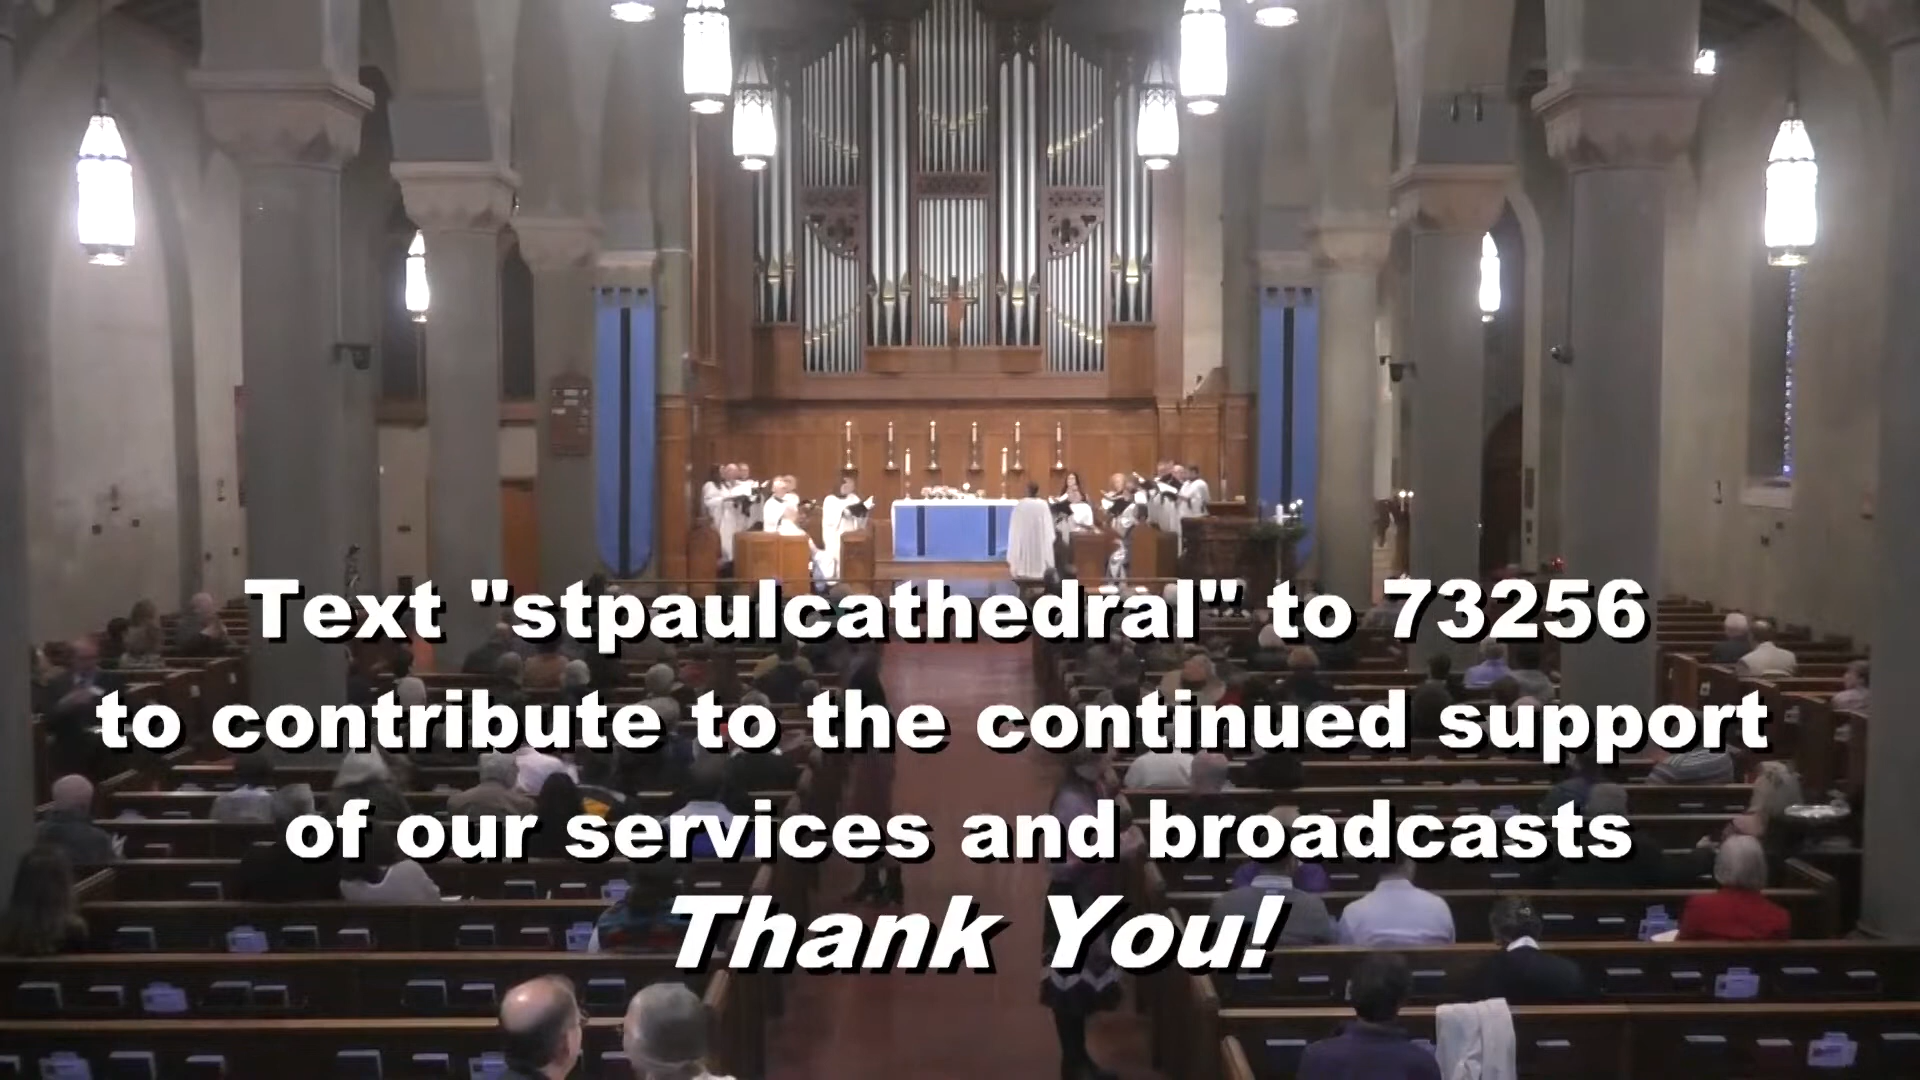 Text "stpaulcathedral" to 73256
to contribute to the continued support
of our services and broadcasts
Thank You!